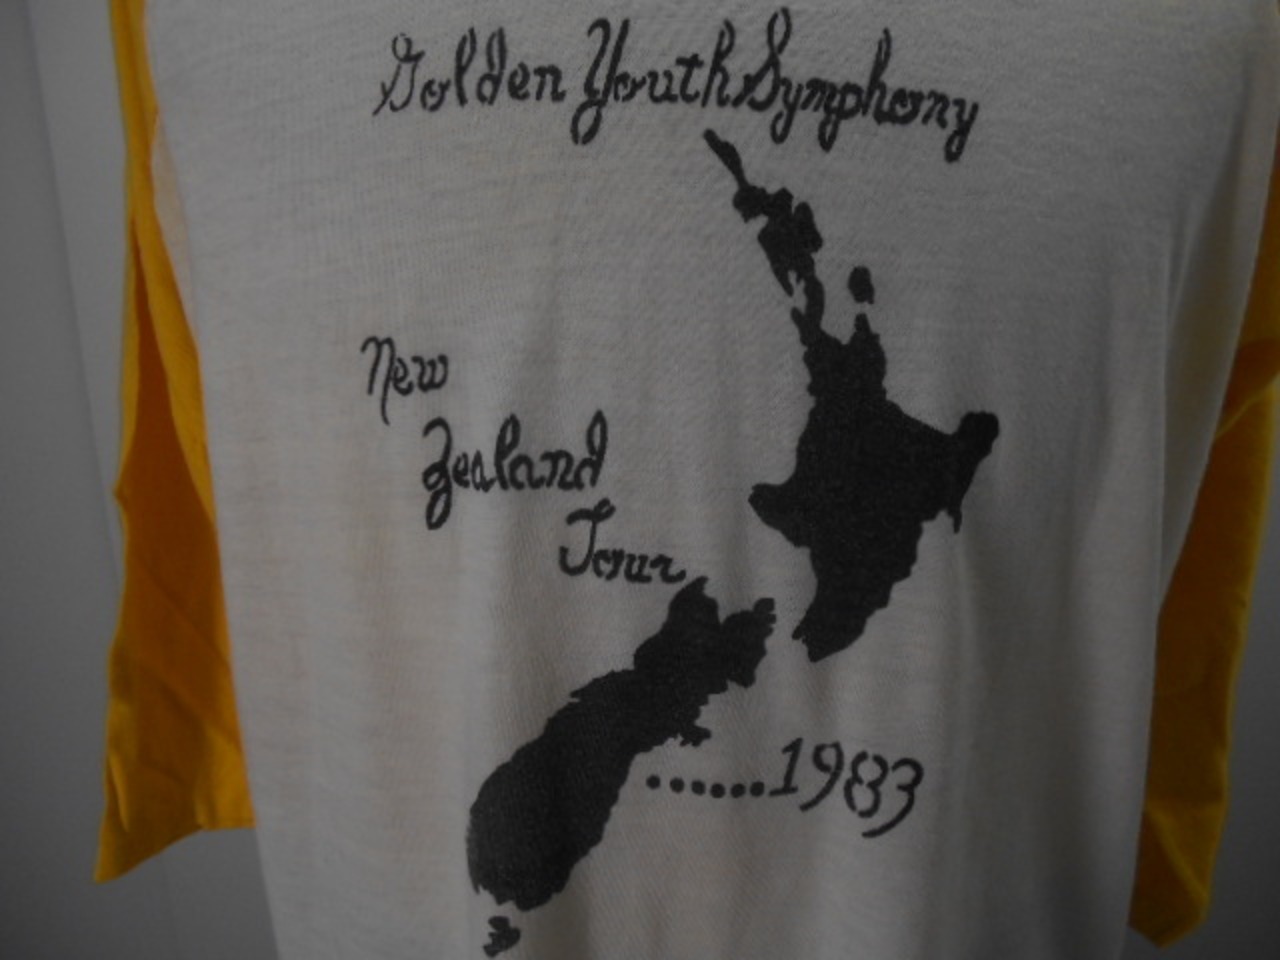 Golden Youth Symphony
New
Zealand
Tour
.......1983